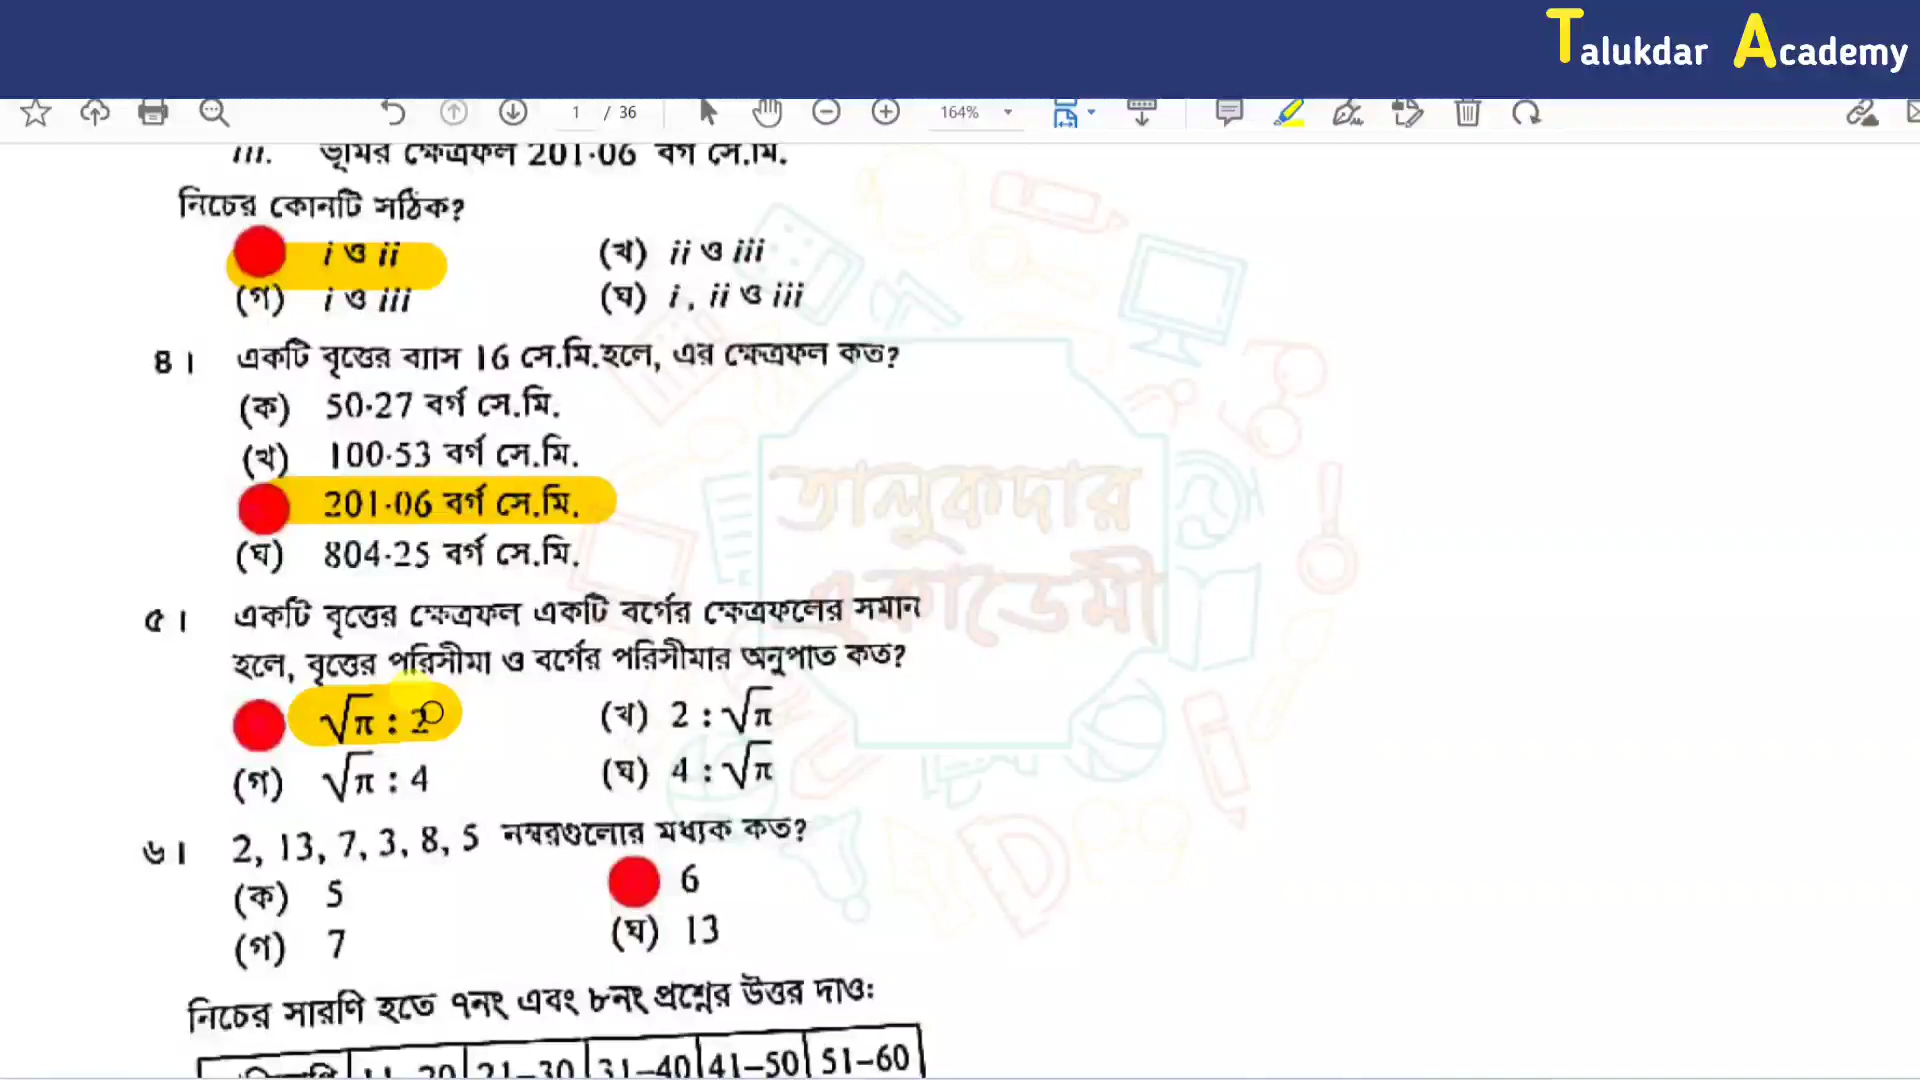 Talukdar Academy
1 / 36
164%
iii. ভূমির ক্ষেত্রফল 201·06 বর্গ সে.মি.
নিচের কোনটি সঠিক?
i ও ii (খ) ii ও iii
(গ) i ও iii (ঘ) i, ii ও iii
৪। একটি বৃত্তের ব্যাস 16 সে.মি.হলে, এর ক্ষেত্রফল কত?
(ক) 50·27 বর্গ সে.মি.
(খ) 100·53 বর্গ সে.মি.
201·06 বর্গ সে.মি.
(ঘ) 804·25 বর্গ সে.মি.
৫। একটি বৃত্তের ক্ষেত্রফল একটি বর্গের ক্ষেত্রফলের সমান
হলে, বৃত্তের পরিসীমা ও বর্গের পরিসীমার অনুপাত কত?
√π : 2 (খ) 2 : √π
(গ) √π : 4 (ঘ) 4 : √π
৬। 2, 13, 7, 3, 8, 5 নম্বরগুলোর মধ্যক কত?
(ক) 5 6
(গ) 7 (ঘ) 13
নিচের সারণি হতে ৭নং এবং ৮নং প্রশ্নের উত্তর দাও:
11–20 21–30 31–40 41–50 51–60
তালুকদার
একাডেমী